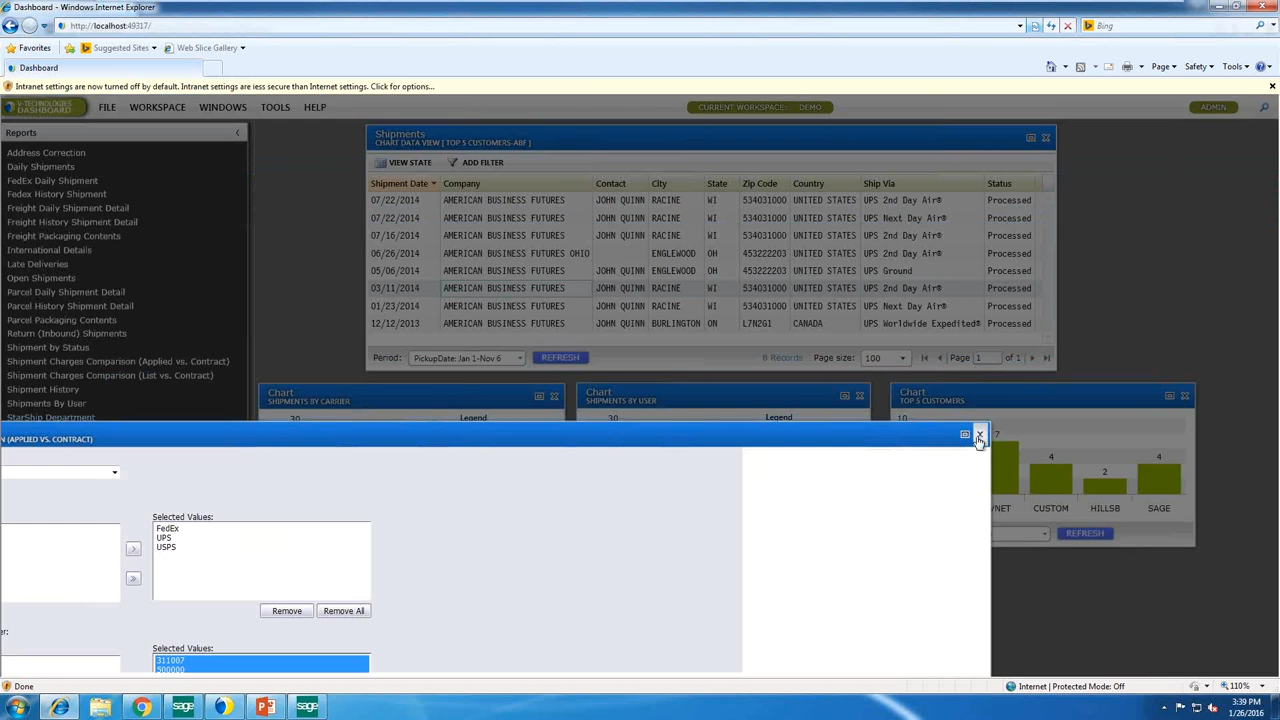 Dashboard - Windows Internet Explorer
http://localhost:49317/
Bing
Favorites Suggested Sites Web Slice Gallery
Dashboard Page Safety Tools
Intranet settings are now turned off by default. Intranet settings are less secure than Internet settings. Click for options...
V-TECHNOLOGIES
DASHBOARD
FILE WORKSPACE WINDOWS TOOLS HELP CURRENT WORKSPACE: DEMO ADMIN
Reports
Address Correction
Daily Shipments
FedEx Daily Shipment
Fedex History Shipment
Freight Daily Shipment Detail
Freight History Shipment Detail
Freight Packaging Contents
International Details
Late Deliveries
Open Shipments
Parcel Daily Shipment Detail
Parcel History Shipment Detail
Parcel Packaging Contents
Return (Inbound) Shipments
Shipment by Status
Shipment Charges Comparison (Applied vs. Contract)
Shipment Charges Comparison (List vs. Contract)
Shipment History
Shipments By User
StarShip Department
Shipments
CHART DATA VIEW [ TOP 5 CUSTOMERS-ABF ]
VIEW STATE ADD FILTER
Shipment Date Company Contact City State Zip Code Country Ship Via Status
07/22/2014 AMERICAN BUSINESS FUTURES JOHN QUINN RACINE WI 534031000 UNITED STATES UPS 2nd Day Air® Processed
07/22/2014 AMERICAN BUSINESS FUTURES JOHN QUINN RACINE WI 534031000 UNITED STATES UPS Next Day Air® Processed
07/16/2014 AMERICAN BUSINESS FUTURES JOHN QUINN RACINE WI 534031000 UNITED STATES UPS 2nd Day Air® Processed
06/26/2014 AMERICAN BUSINESS FUTURES OHIO ENGLEWOOD OH 453222203 UNITED STATES UPS 2nd Day Air® Processed
05/06/2014 AMERICAN BUSINESS FUTURES JOHN QUINN ENGLEWOOD OH 453222203 UNITED STATES UPS Ground Processed
03/11/2014 AMERICAN BUSINESS FUTURES JOHN QUINN RACINE WI 534031000 UNITED STATES UPS 2nd Day Air® Processed
01/23/2014 AMERICAN BUSINESS FUTURES JOHN QUINN RACINE WI 534031000 UNITED STATES UPS Next Day Air® Processed
12/12/2013 AMERICAN BUSINESS FUTURES JOHN QUINN BURLINGTON ON L7N2G1 CANADA UPS Worldwide Expedited® Processed
Period: PickupDate: Jan 1-Nov 6 REFRESH 8 Records Page size: 100 Page 1 of 1
Chart
SHIPMENTS BY CARRIER
30 Legend
Chart
SHIPMENTS BY USER
30 Legend
Chart
TOP 5 CUSTOMERS
10
7 4 2 4
/NET CUSTOM HILLSB SAGE
REFRESH
N (APPLIED VS. CONTRACT)
Selected Values:
FedEx
UPS
USPS
Remove Remove All
er:
Selected Values:
311007
500000
Done Internet | Protected Mode: Off 110%
sage sage
3:39 PM
1/26/2016